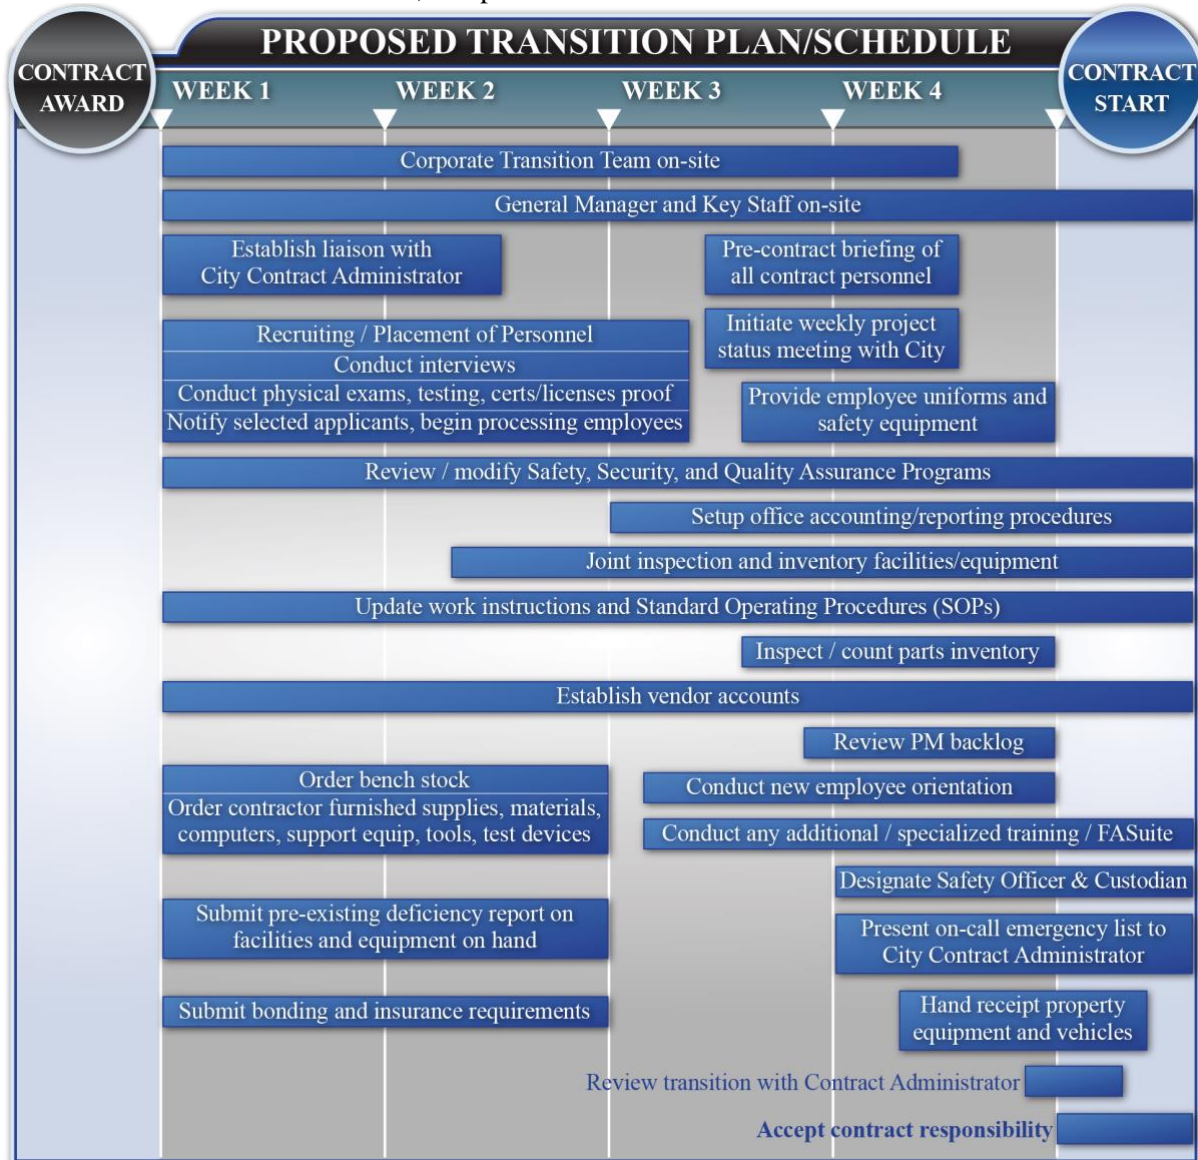 PROPOSED TRANSITION PLAN/SCHEDULE
CONTRACT
AWARD
WEEK 1
WEEK 2
WEEK 3
WEEK 4
CONTRACT
START
Corporate Transition Team on-site
General Manager and Key Staff on-site
Establish liaison with
City Contract Administrator
Pre-contract briefing of
all contract personnel
Recruiting / Placement of Personnel
Conduct interviews
Conduct physical exams, testing, certs/licenses proof
Notify selected applicants, begin processing employees
Initiate weekly project
status meeting with City
Provide employee uniforms and
safety equipment
Review / modify Safety, Security, and Quality Assurance Programs
Setup office accounting/reporting procedures
Joint inspection and inventory facilities/equipment
Update work instructions and Standard Operating Procedures (SOPs)
Inspect / count parts inventory
Establish vendor accounts
Review PM backlog
Order bench stock
Order contractor furnished supplies, materials,
computers, support equip, tools, test devices
Conduct new employee orientation
Conduct any additional / specialized training / FASuite
Designate Safety Officer & Custodian
Submit pre-existing deficiency report on
facilities and equipment on hand
Present on-call emergency list to
City Contract Administrator
Submit bonding and insurance requirements
Hand receipt property
equipment and vehicles
Review transition with Contract Administrator
Accept contract responsibility